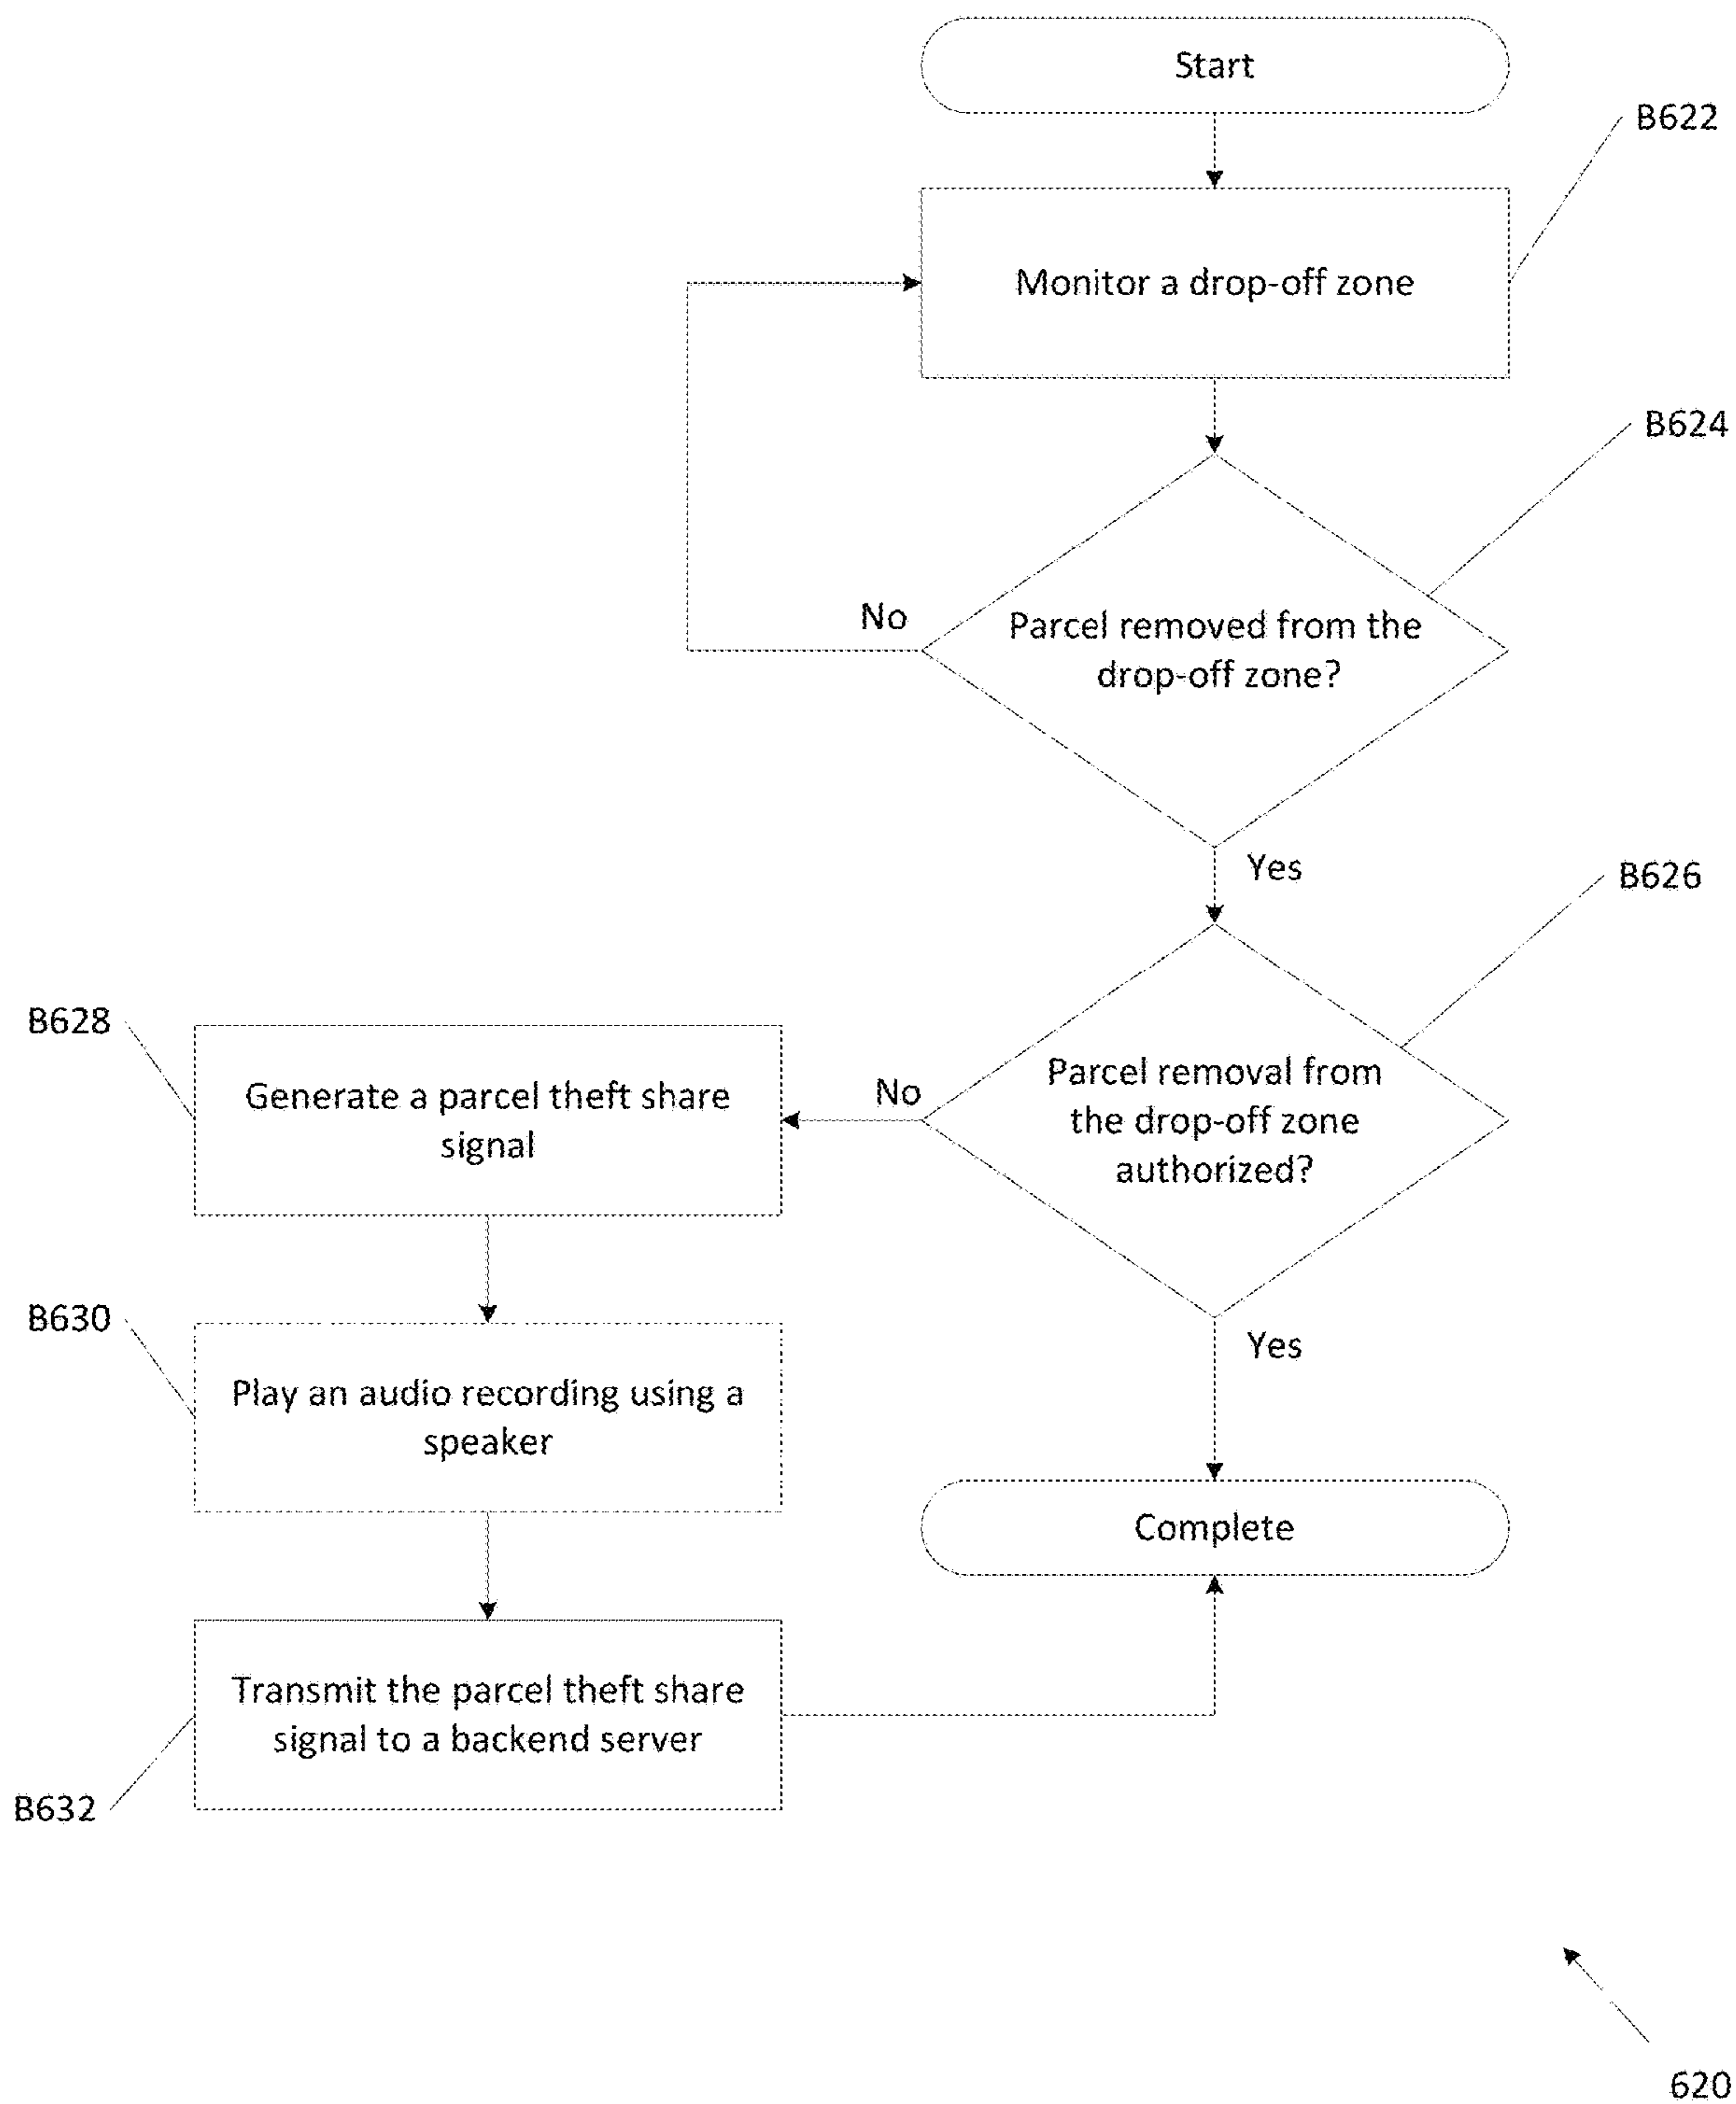 Start
B622
Monitor a drop-off zone
B624
No
Parcel removed from the
drop-off zone?
Yes
B626
B628
Generate a parcel theft share
signal
No
Parcel removal from
the drop-off zone
authorized?
B630
Play an audio recording using a
speaker
Yes
Complete
Transmit the parcel theft share
signal to a backend server
B632
620